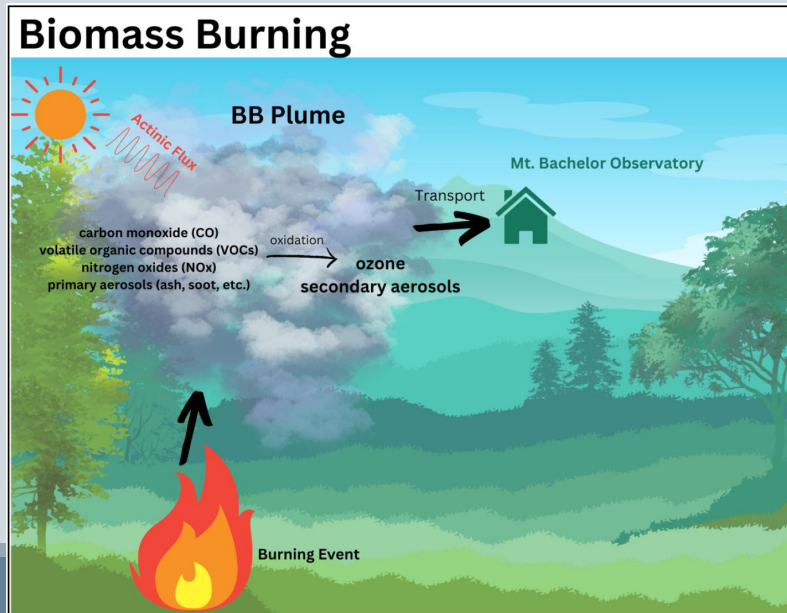 Biomass Burning
Actinic Flux
BB Plume
Mt. Bachelor Observatory
Transport
carbon monoxide (CO)
volatile organic compounds (VOCs)
nitrogen oxides (NOx)
primary aerosols (ash, soot, etc.)
oxidation
ozone
secondary aerosols
Burning Event